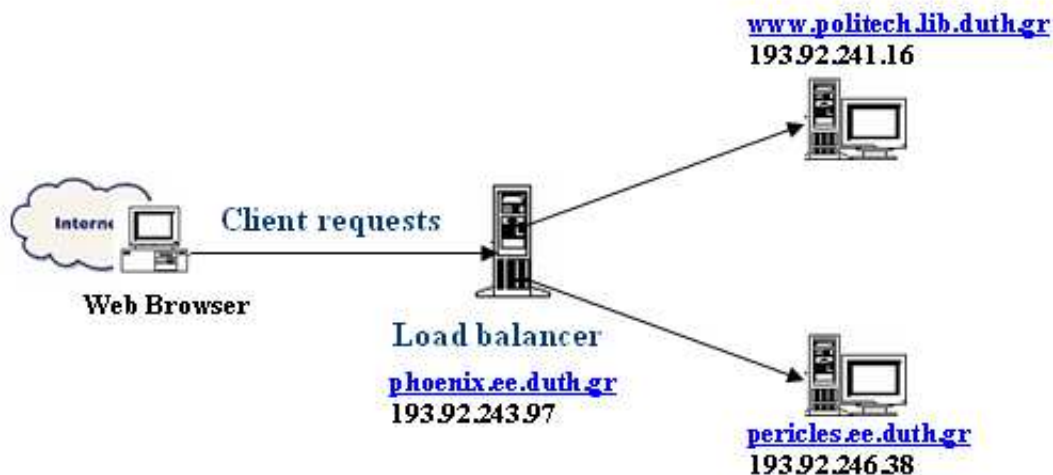 www.politech.lib.duth.gr
193.92.241.16
Client requests
Web Browser
Load balancer
phoenix.ee.duth.gr
193.92.243.97
pericles.ee.duth.gr
193.92.246.38